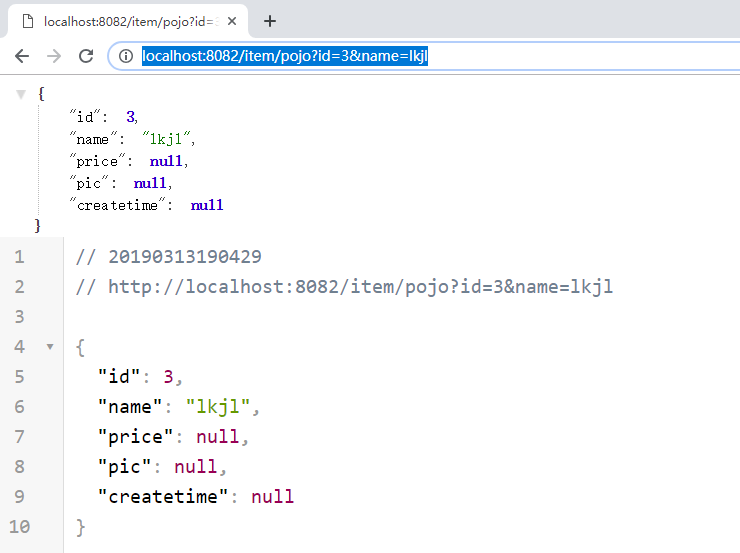 localhost:8082/item/pojo?id=3
localhost:8082/item/pojo?id=3&name=lkjl
{
"id": 3,
"name": "lkjl",
"price": null,
"pic": null,
"createtime": null
}
1 // 20190313190429
2 // http://localhost:8082/item/pojo?id=3&name=lkjl
3
4 {
5 "id": 3,
6 "name": "lkjl",
7 "price": null,
8 "pic": null,
9 "createtime": null
10 }